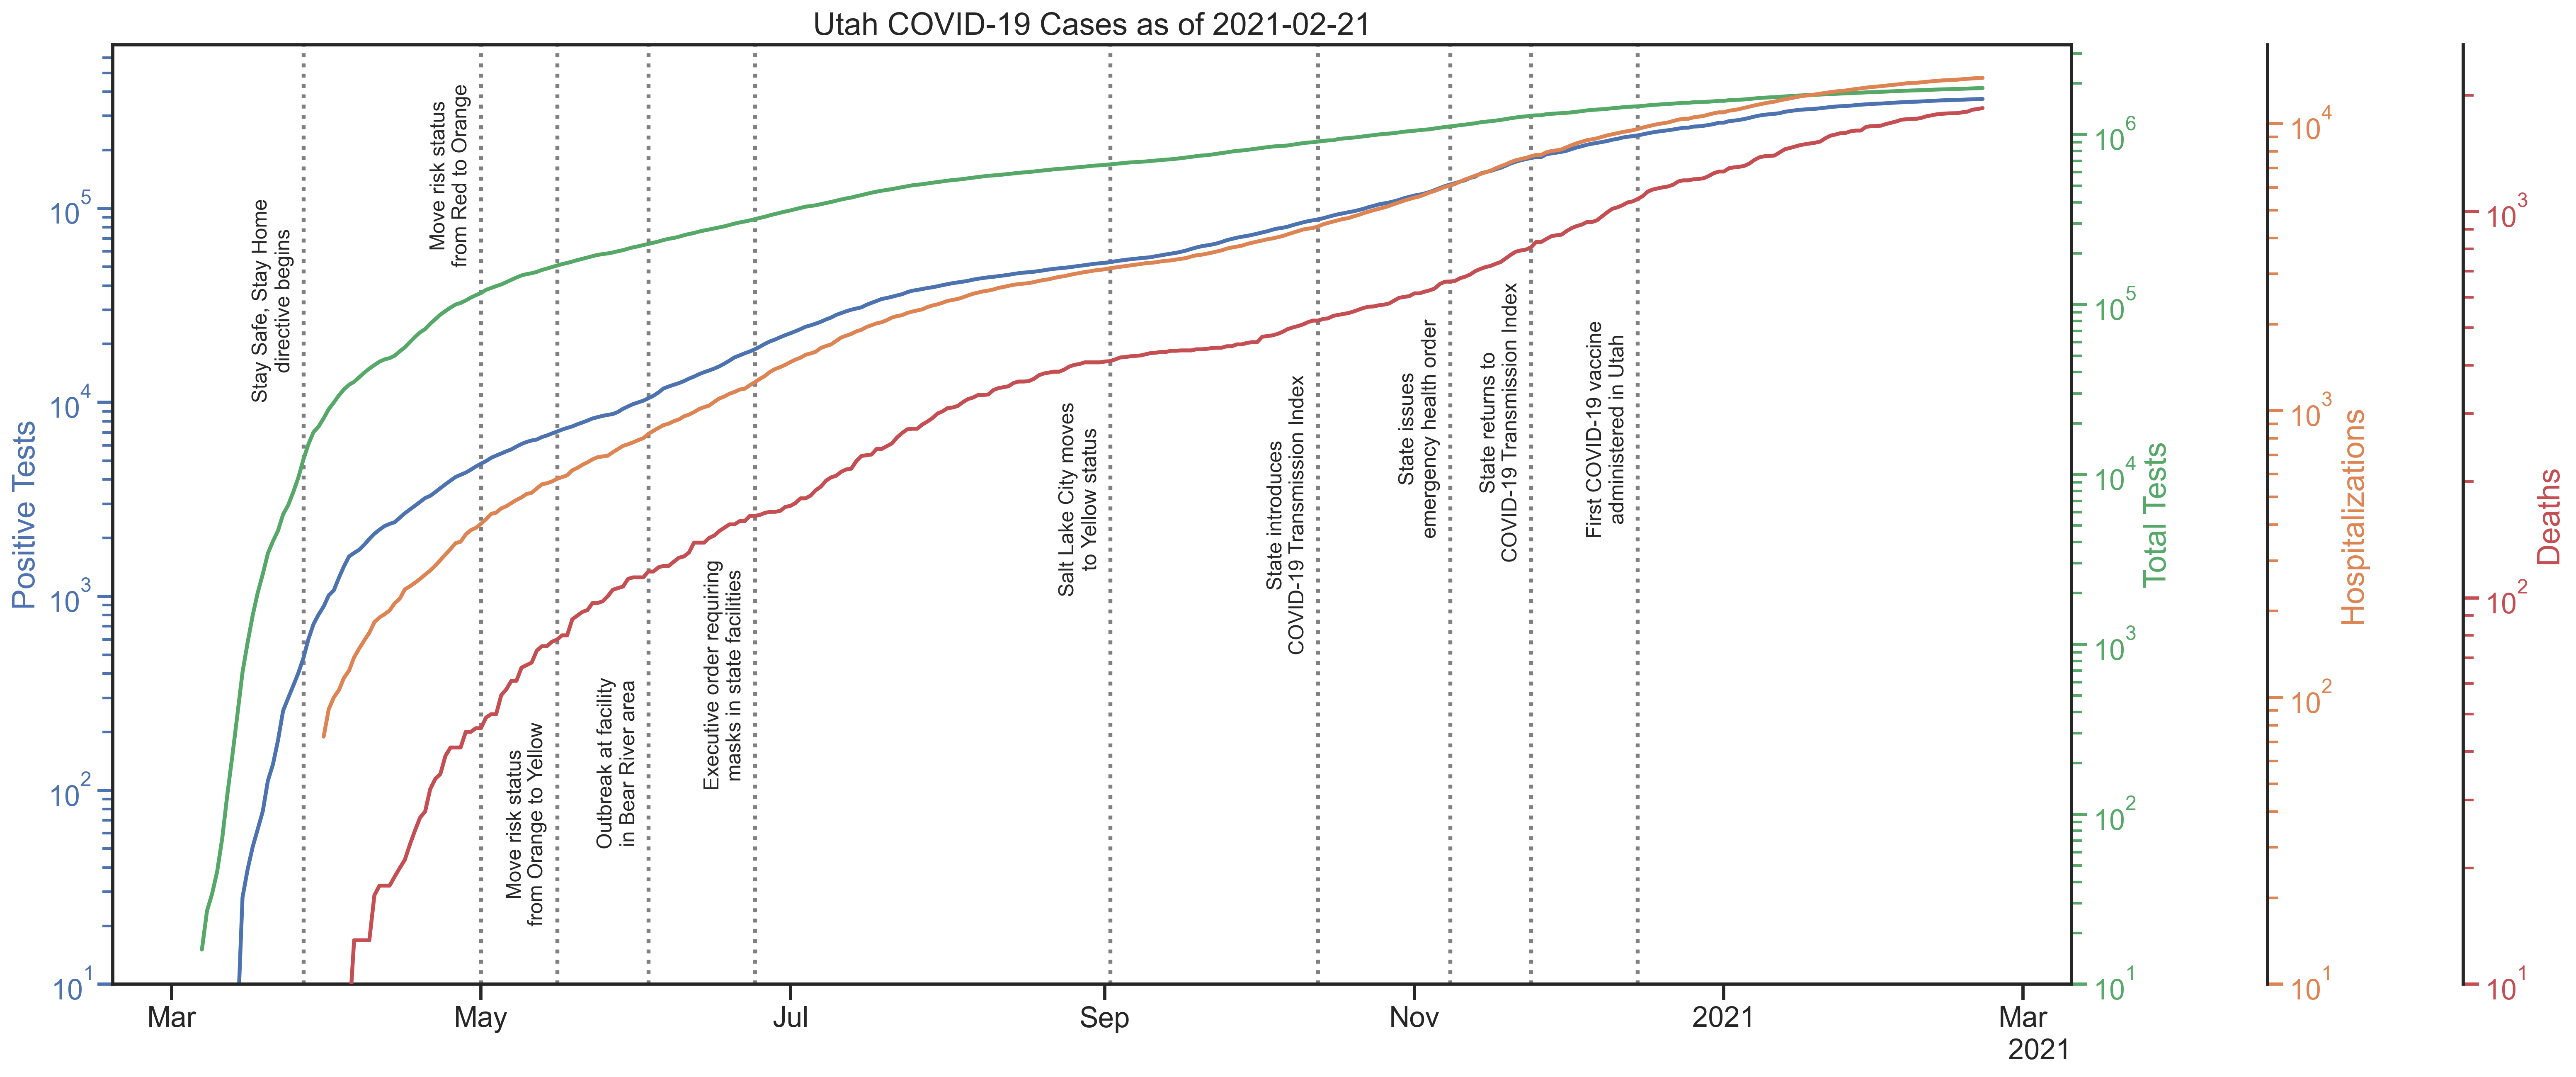 Utah COVID-19 Cases as of 2021-02-21
Positive Tests
10^5
10^4
10^3
10^2
10^1
Stay Safe, Stay Home
directive begins
Move risk status
from Red to Orange
Move risk status
from Orange to Yellow
Outbreak at facility
in Bear River area
Executive order requiring
masks in state facilities
Salt Lake City moves
to Yellow status
State introduces
COVID-19 Transmission Index
State issues
emergency health order
State returns to
COVID-19 Transmission Index
First COVID-19 vaccine
administered in Utah
10^6
10^5
10^4
10^3
10^2
10^1
Total Tests
10^4
10^3
10^2
10^1
Hospitalizations
10^3
10^2
10^1
Deaths
Mar
May
Jul
Sep
Nov
2021
Mar
2021